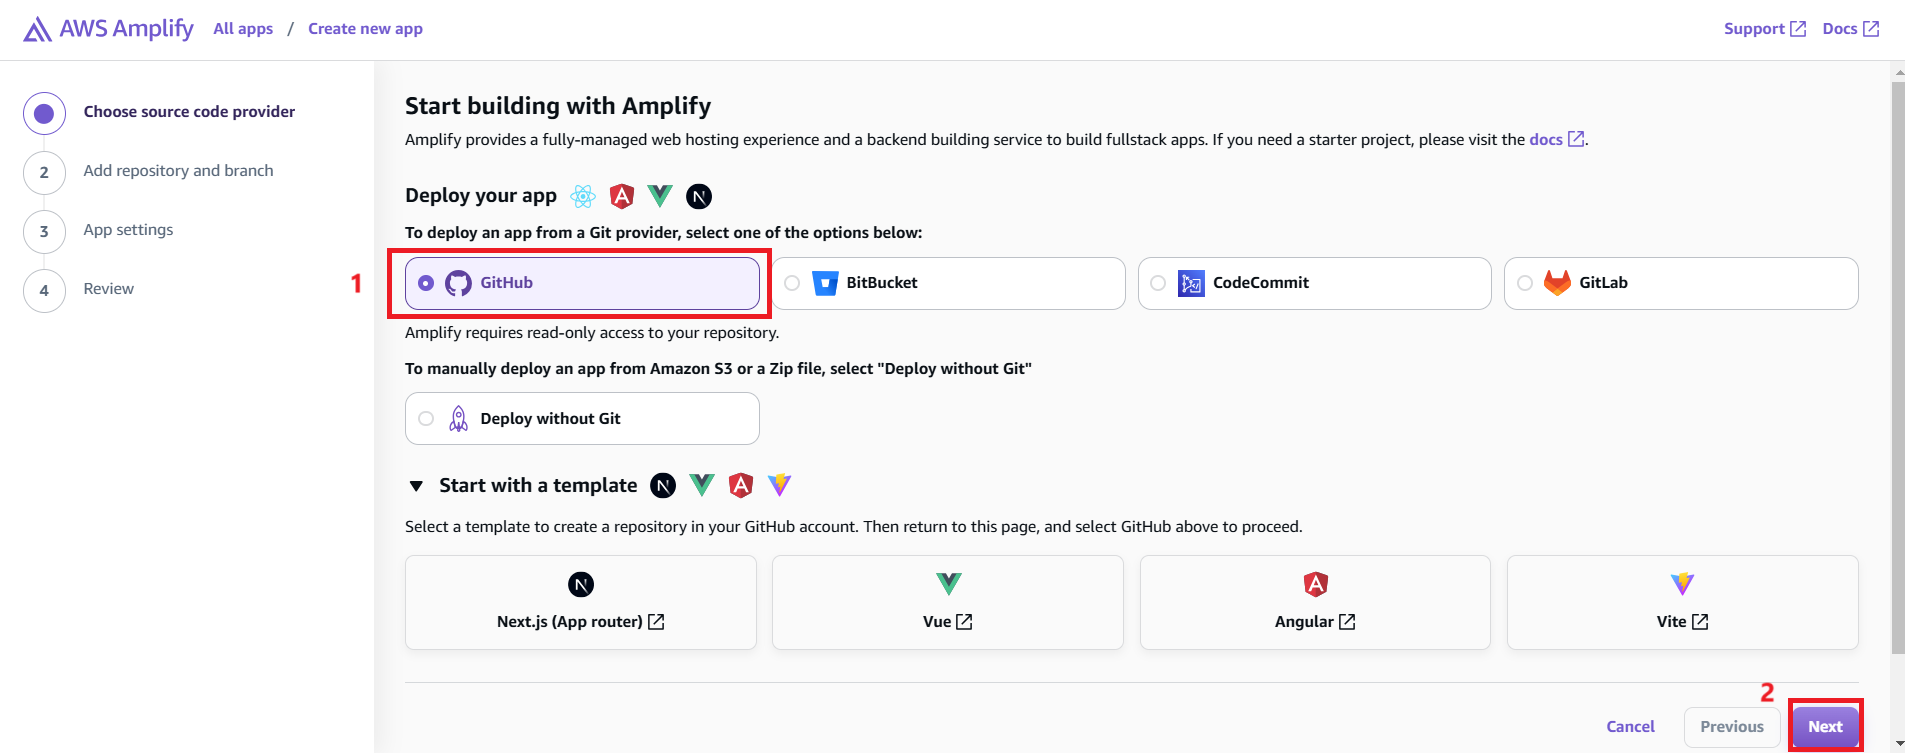 AWS Amplify All apps / Create new app Support Docs
Choose source code provider
2 Add repository and branch
3 App settings
4 Review
Start building with Amplify
Amplify provides a fully-managed web hosting experience and a backend building service to build fullstack apps. If you need a starter project, please visit the docs.
Deploy your app
To deploy an app from a Git provider, select one of the options below:
1 GitHub BitBucket CodeCommit GitLab
Amplify requires read-only access to your repository.
To manually deploy an app from Amazon S3 or a Zip file, select "Deploy without Git"
Deploy without Git
Start with a template
Select a template to create a repository in your GitHub account. Then return to this page, and select GitHub above to proceed.
Next.js (App router) Vue Angular Vite
2
Cancel Previous Next